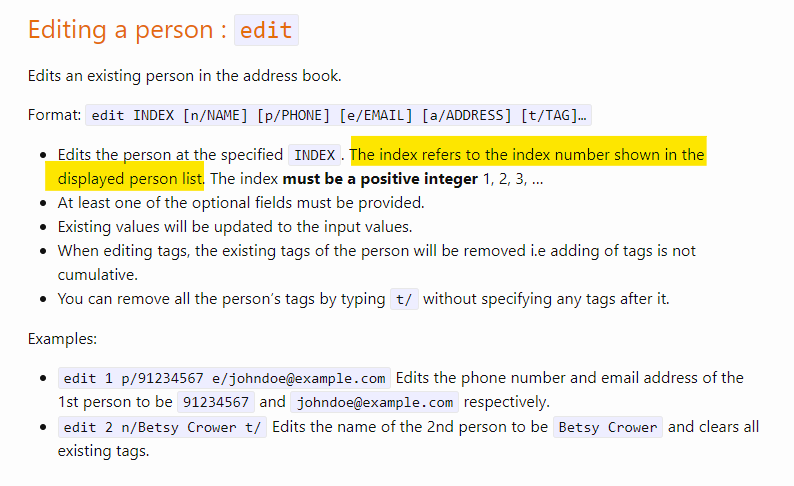 Editing a person : edit
Edits an existing person in the address book.
Format: edit INDEX [n/NAME] [p/PHONE] [e/EMAIL] [a/ADDRESS] [t/TAG]…
• Edits the person at the specified INDEX . The index refers to the index number shown in the
displayed person list. The index must be a positive integer 1, 2, 3, …
• At least one of the optional fields must be provided.
• Existing values will be updated to the input values.
• When editing tags, the existing tags of the person will be removed i.e adding of tags is not
cumulative.
• You can remove all the person’s tags by typing t/ without specifying any tags after it.
Examples:
• edit 1 p/91234567 e/johndoe@example.com Edits the phone number and email address of the
1st person to be 91234567 and johndoe@example.com respectively.
• edit 2 n/Betsy Crower t/ Edits the name of the 2nd person to be Betsy Crower and clears all
existing tags.